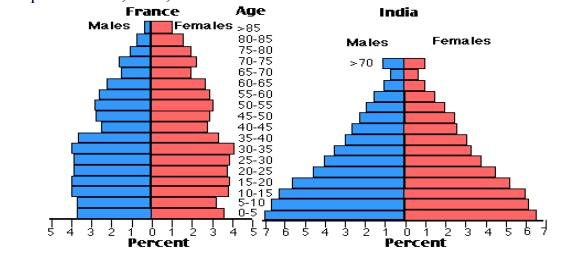 France Age India
Males Females >85
80-85
75-80
70-75
65-70
60-65
55-60
50-55
45-50
40-45
35-40
30-35
25-30
20-25
15-20
10-15
5-10
0-5
Males Females
>70
5 4 3 2 1 0 1 2 3 4 5
Percent
7 6 5 4 3 2 1 0 1 2 3 4 5 6 7
Percent